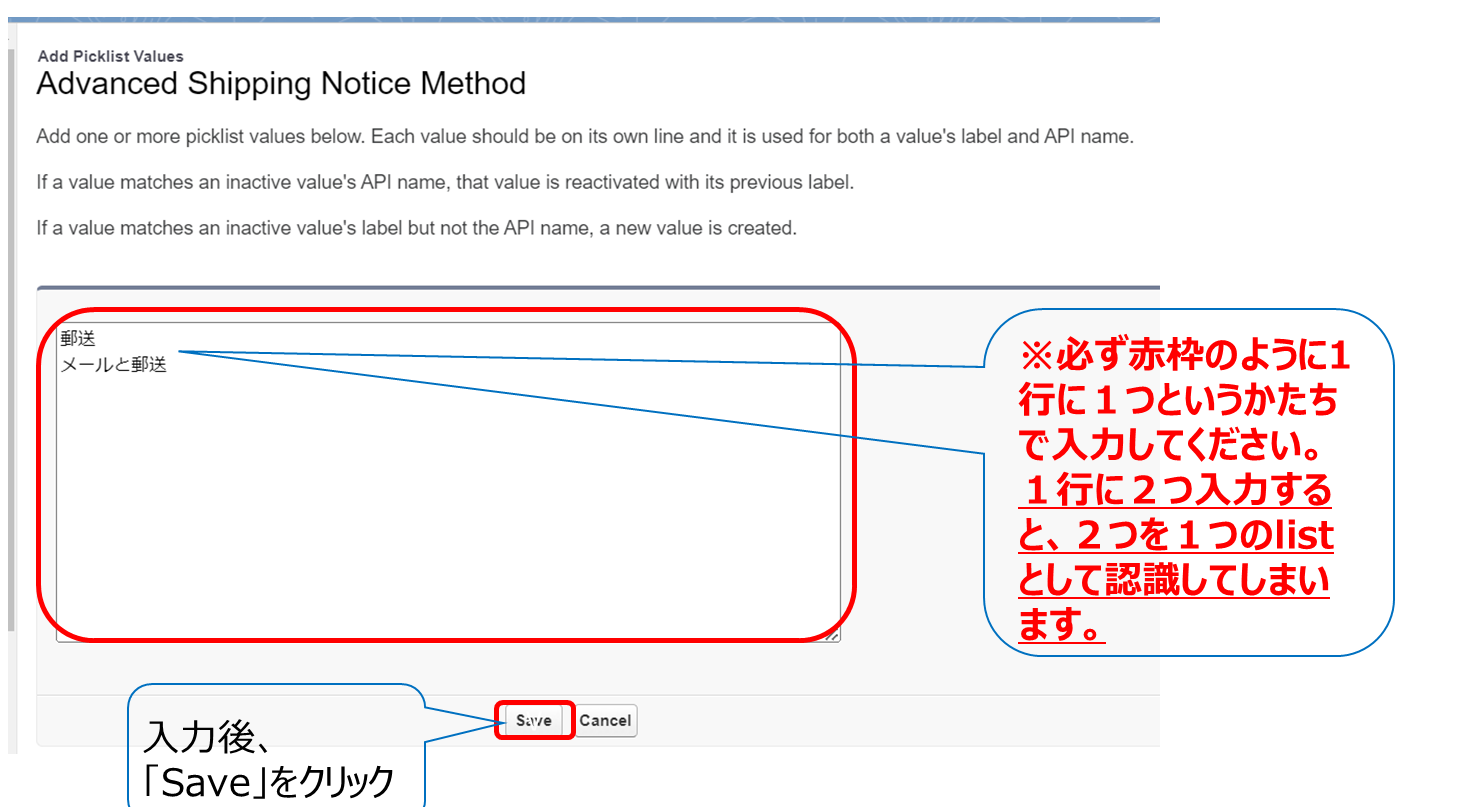 Add Picklist Values
Advanced Shipping Notice Method
Add one or more picklist values below. Each value should be on its own line and it is used for both a value's label and API name.
If a value matches an inactive value's API name, that value is reactivated with its previous label.
If a value matches an inactive value's label but not the API name, a new value is created.
郵送
メールと郵送
※必ず赤枠のように1
行に１つというかたち
で入力してください。
１行に２つ入力する
と、２つを１つのlist
として認識してしまい
ます。
Save Cancel
入力後、
「Save」をクリック